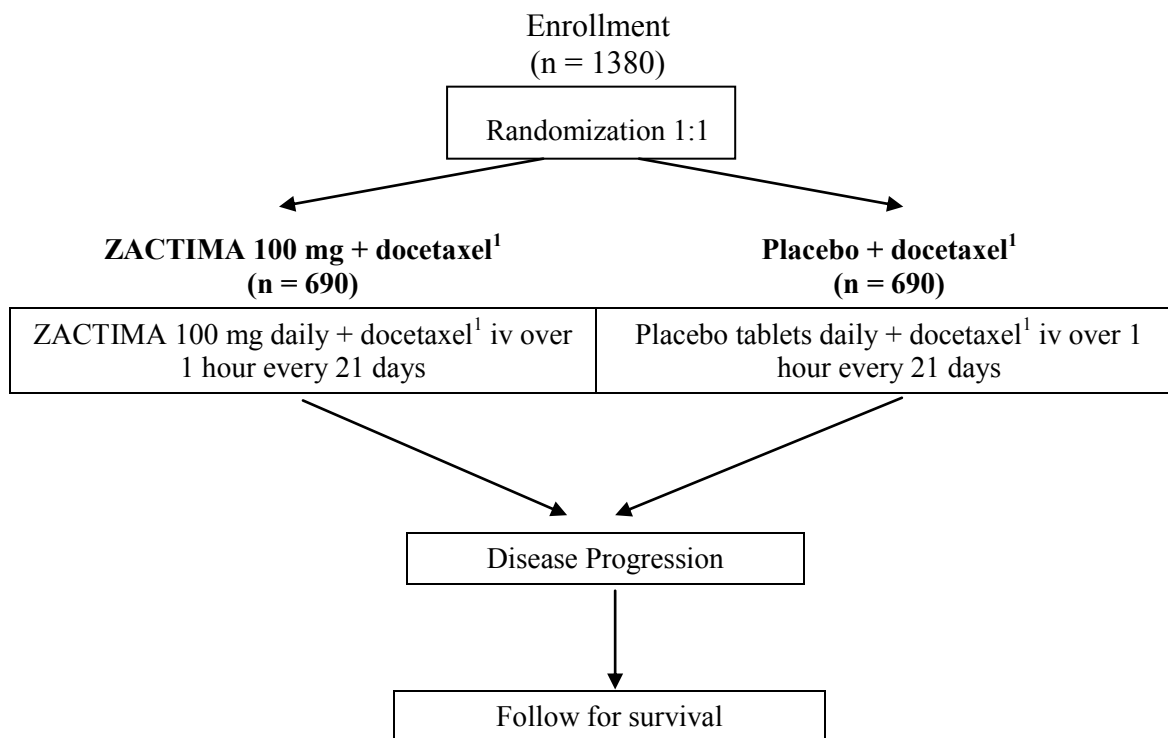 Enrollment
(n = 1380)
Randomization 1:1
ZACTIMA 100 mg + docetaxel¹
(n = 690)
Placebo + docetaxel¹
(n = 690)
ZACTIMA 100 mg daily + docetaxel¹ iv over
1 hour every 21 days
Placebo tablets daily + docetaxel¹ iv over 1
hour every 21 days
Disease Progression
Follow for survival